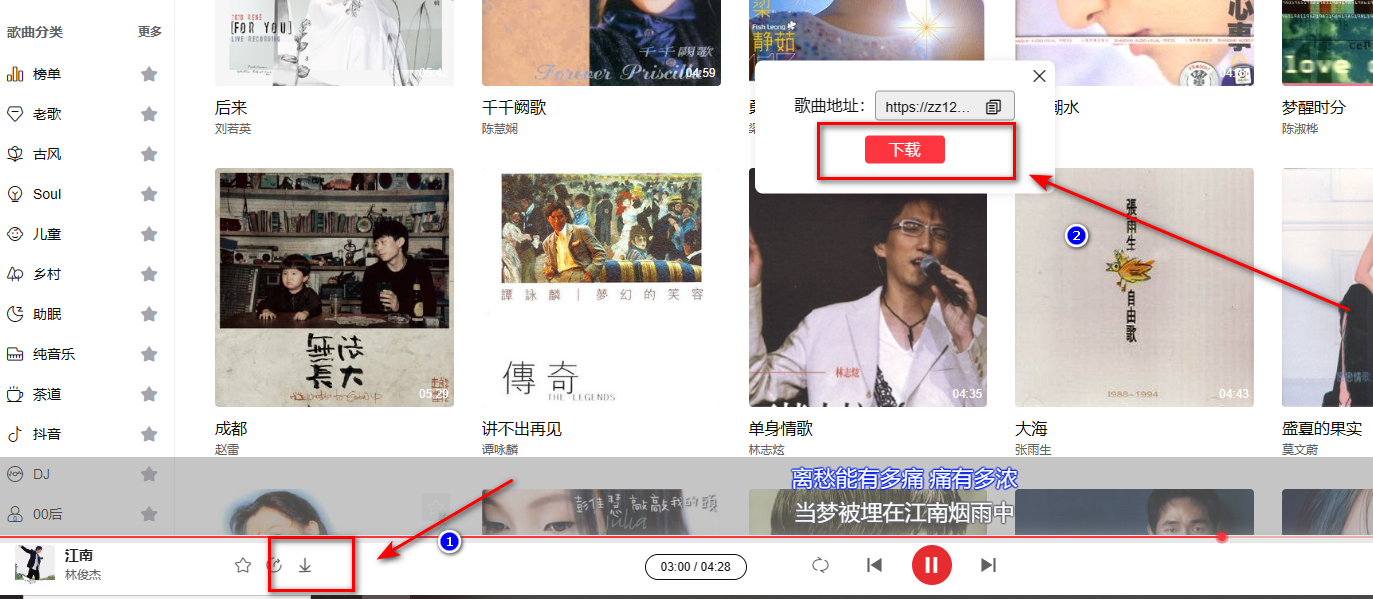 歌曲分类 更多
榜单
老歌
古风
Soul
儿童
乡村
助眠
纯音乐
茶道
抖音
DJ
00后
[FOR YOU]
LIVE RECORDING
05:42
后来
刘若英
千千阙歌
Forever Priscilla
04:59
千千阙歌
陈慧娴
梁
Fish Leong
静茹
心事
潮水
love
梦醒时分
陈淑桦
歌曲地址：
https://zz12...
下载
無法
長大
05:29
成都
赵雷
譚詠麟｜夢幻的笑容
傳奇
THE LEGENDS
讲不出再见
谭咏麟
林志炫
04:35
单身情歌
林志炫
張雨生
自由歌
1988-1994
04:43
大海
张雨生
盛夏的果实
莫文蔚
2
彭佳慧 敲敲我的頭
Julia
离愁能有多痛 痛有多浓
当梦被埋在江南烟雨中
1
江南
林俊杰
03:00 / 04:28